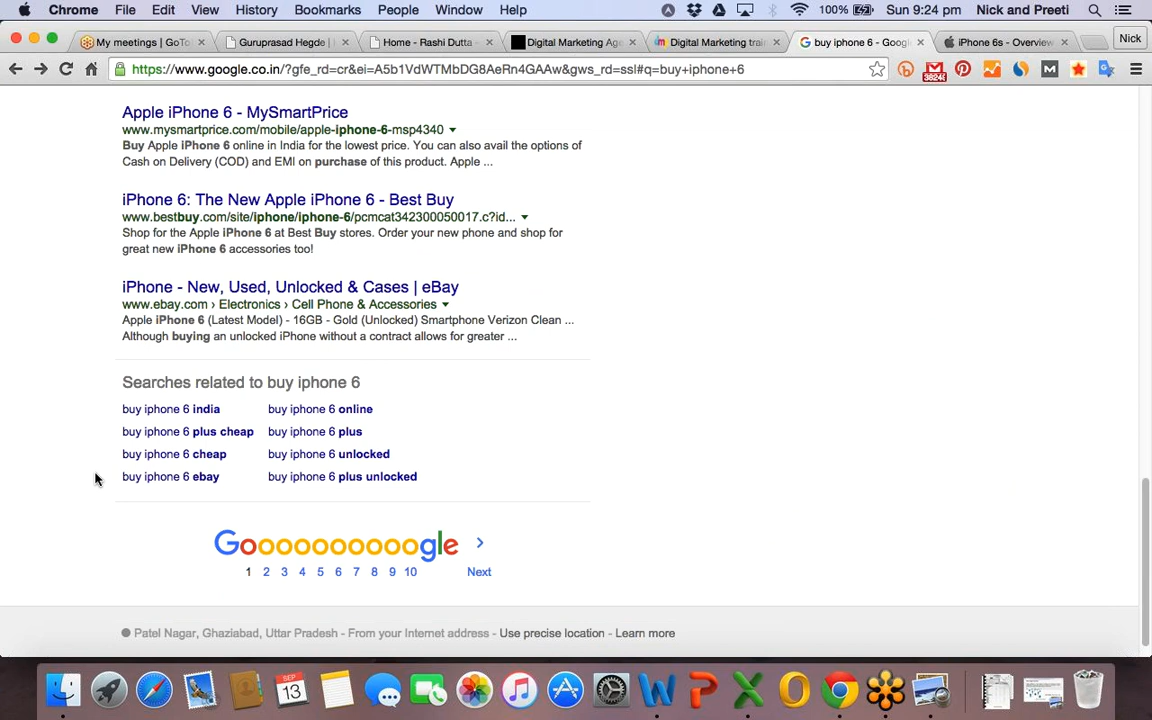 Chrome File Edit View History Bookmarks People Window Help 100% Sun 9:24 pm Nick and Preeti
My meetings | GoTo Guruprasad Hegde | Home - Rashi Dutta - Digital Marketing Age Digital Marketing train buy iphone 6 - Googl iPhone 6s - Overview Nick
https://www.google.co.in/?gfe_rd=cr&ei=A5b1VdWTMbDG8AeRn4GAAw&gws_rd=ssl#q=buy+iphone+6
Apple iPhone 6 - MySmartPrice
www.mysmartprice.com/mobile/apple-iphone-6-msp4340
Buy Apple iPhone 6 online in India for the lowest price. You can also avail the options of
Cash on Delivery (COD) and EMI on purchase of this product. Apple ...
iPhone 6: The New Apple iPhone 6 - Best Buy
www.bestbuy.com/site/iphone/iphone-6/pcmcat342300050017.c?id...
Shop for the Apple iPhone 6 at Best Buy stores. Order your new phone and shop for
great new iPhone 6 accessories too!
iPhone - New, Used, Unlocked & Cases | eBay
www.ebay.com › Electronics › Cell Phone & Accessories
Apple iPhone 6 (Latest Model) - 16GB - Gold (Unlocked) Smartphone Verizon Clean ...
Although buying an unlocked iPhone without a contract allows for greater ...
Searches related to buy iphone 6
buy iphone 6 india buy iphone 6 online
buy iphone 6 plus cheap buy iphone 6 plus
buy iphone 6 cheap buy iphone 6 unlocked
buy iphone 6 ebay buy iphone 6 plus unlocked
Goooooooooogle
1 2 3 4 5 6 7 8 9 10 Next
Patel Nagar, Ghaziabad, Uttar Pradesh - From your Internet address - Use precise location - Learn more
SEP
13